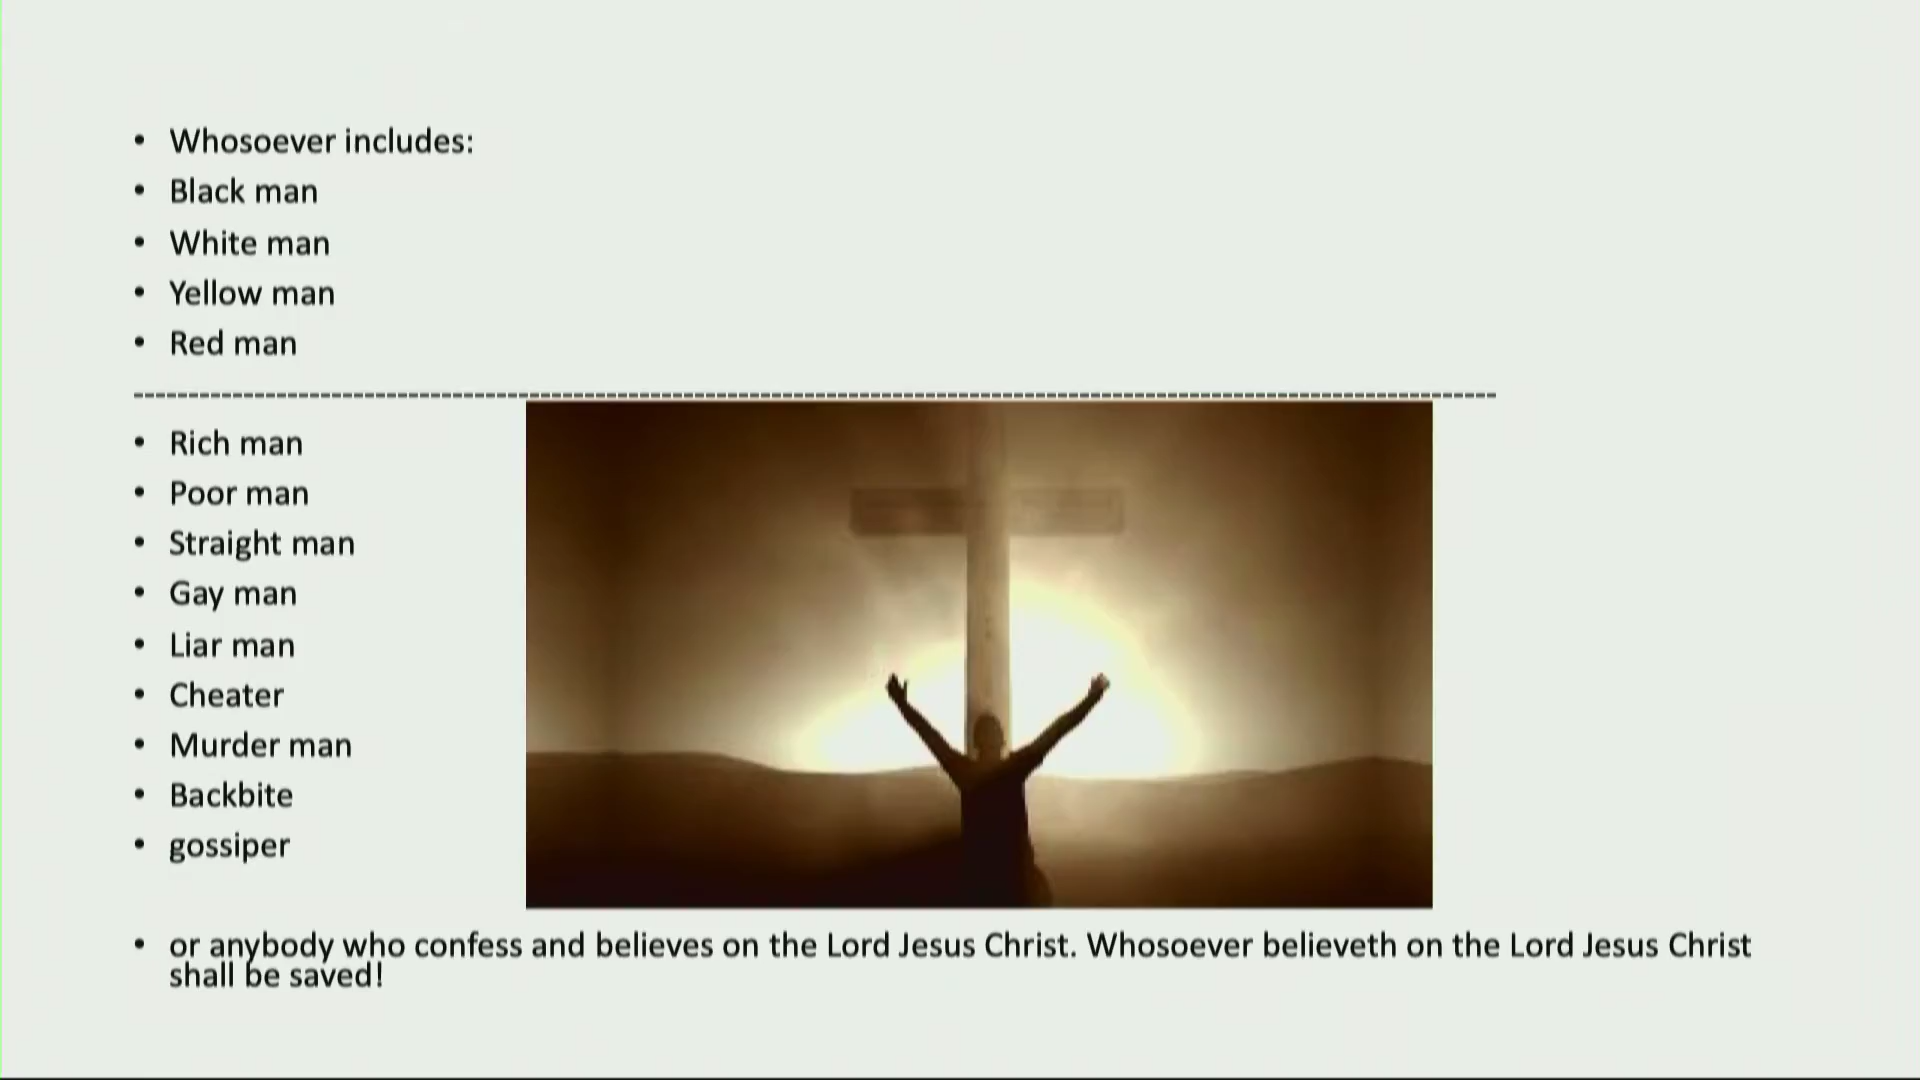 • Whosoever includes:
• Black man
• White man
• Yellow man
• Red man
--------------------------------------------------------------------------------------------------------------
• Rich man
• Poor man
• Straight man
• Gay man
• Liar man
• Cheater
• Murder man
• Backbite
• gossiper
• or anybody who confess and believes on the Lord Jesus Christ. Whosoever believeth on the Lord Jesus Christ
shall be saved!